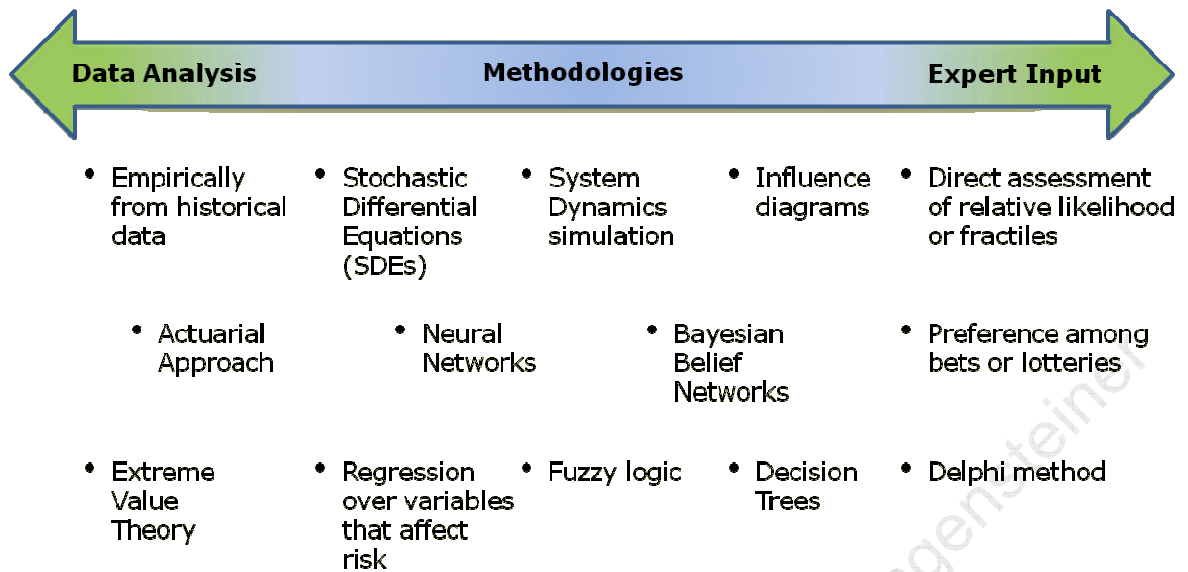 Data Analysis
Methodologies
Expert Input
• Empirically
from historical
data
• Stochastic
Differential
Equations
(SDEs)
• System
Dynamics
simulation
• Influence
diagrams
• Direct assessment
of relative likelihood
or fractiles
• Actuarial
Approach
• Neural
Networks
• Bayesian
Belief
Networks
• Preference among
bets or lotteries
• Extreme
Value
Theory
• Regression
over variables
that affect
risk
• Fuzzy logic
• Decision
Trees
• Delphi method